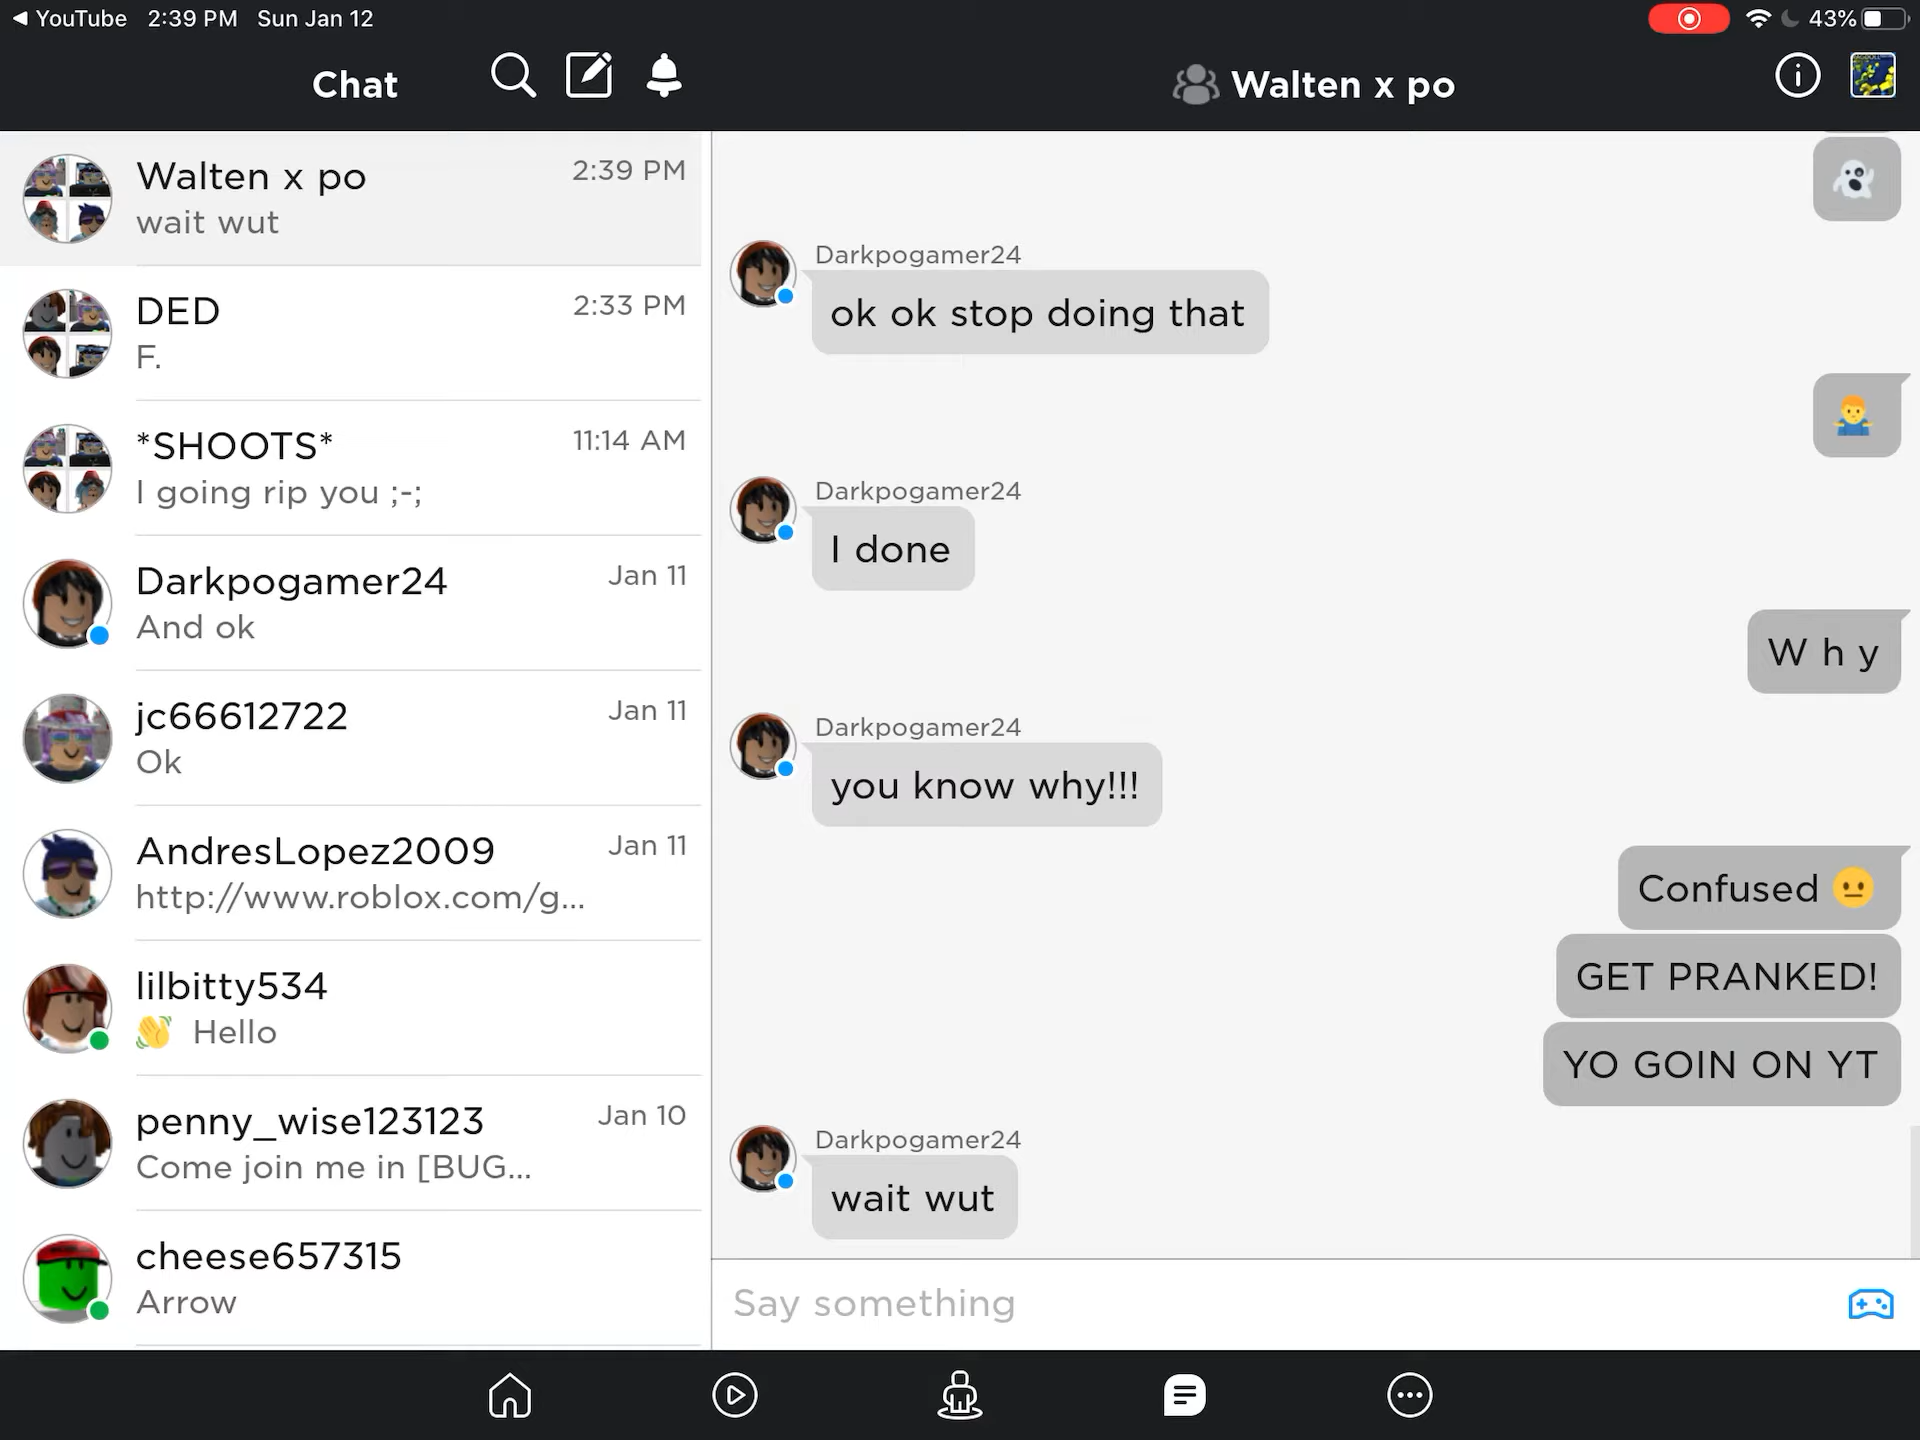 YouTube 2:39 PM Sun Jan 12
43%
Chat
Walten x po
Walten x po 2:39 PM
wait wut
DED 2:33 PM
F.
*SHOOTS* 11:14 AM
I going rip you ;-;
Darkpogamer24 Jan 11
And ok
jc66612722 Jan 11
Ok
AndresLopez2009 Jan 11
http://www.roblox.com/g...
lilbitty534
👋 Hello
penny_wise123123 Jan 10
Come join me in [BUG...
cheese657315
Arrow
👻
Darkpogamer24
ok ok stop doing that
🤷‍♂️
Darkpogamer24
I done
W h y
Darkpogamer24
you know why!!!
Confused 😐
GET PRANKED!
YO GOIN ON YT
Darkpogamer24
wait wut
Say something